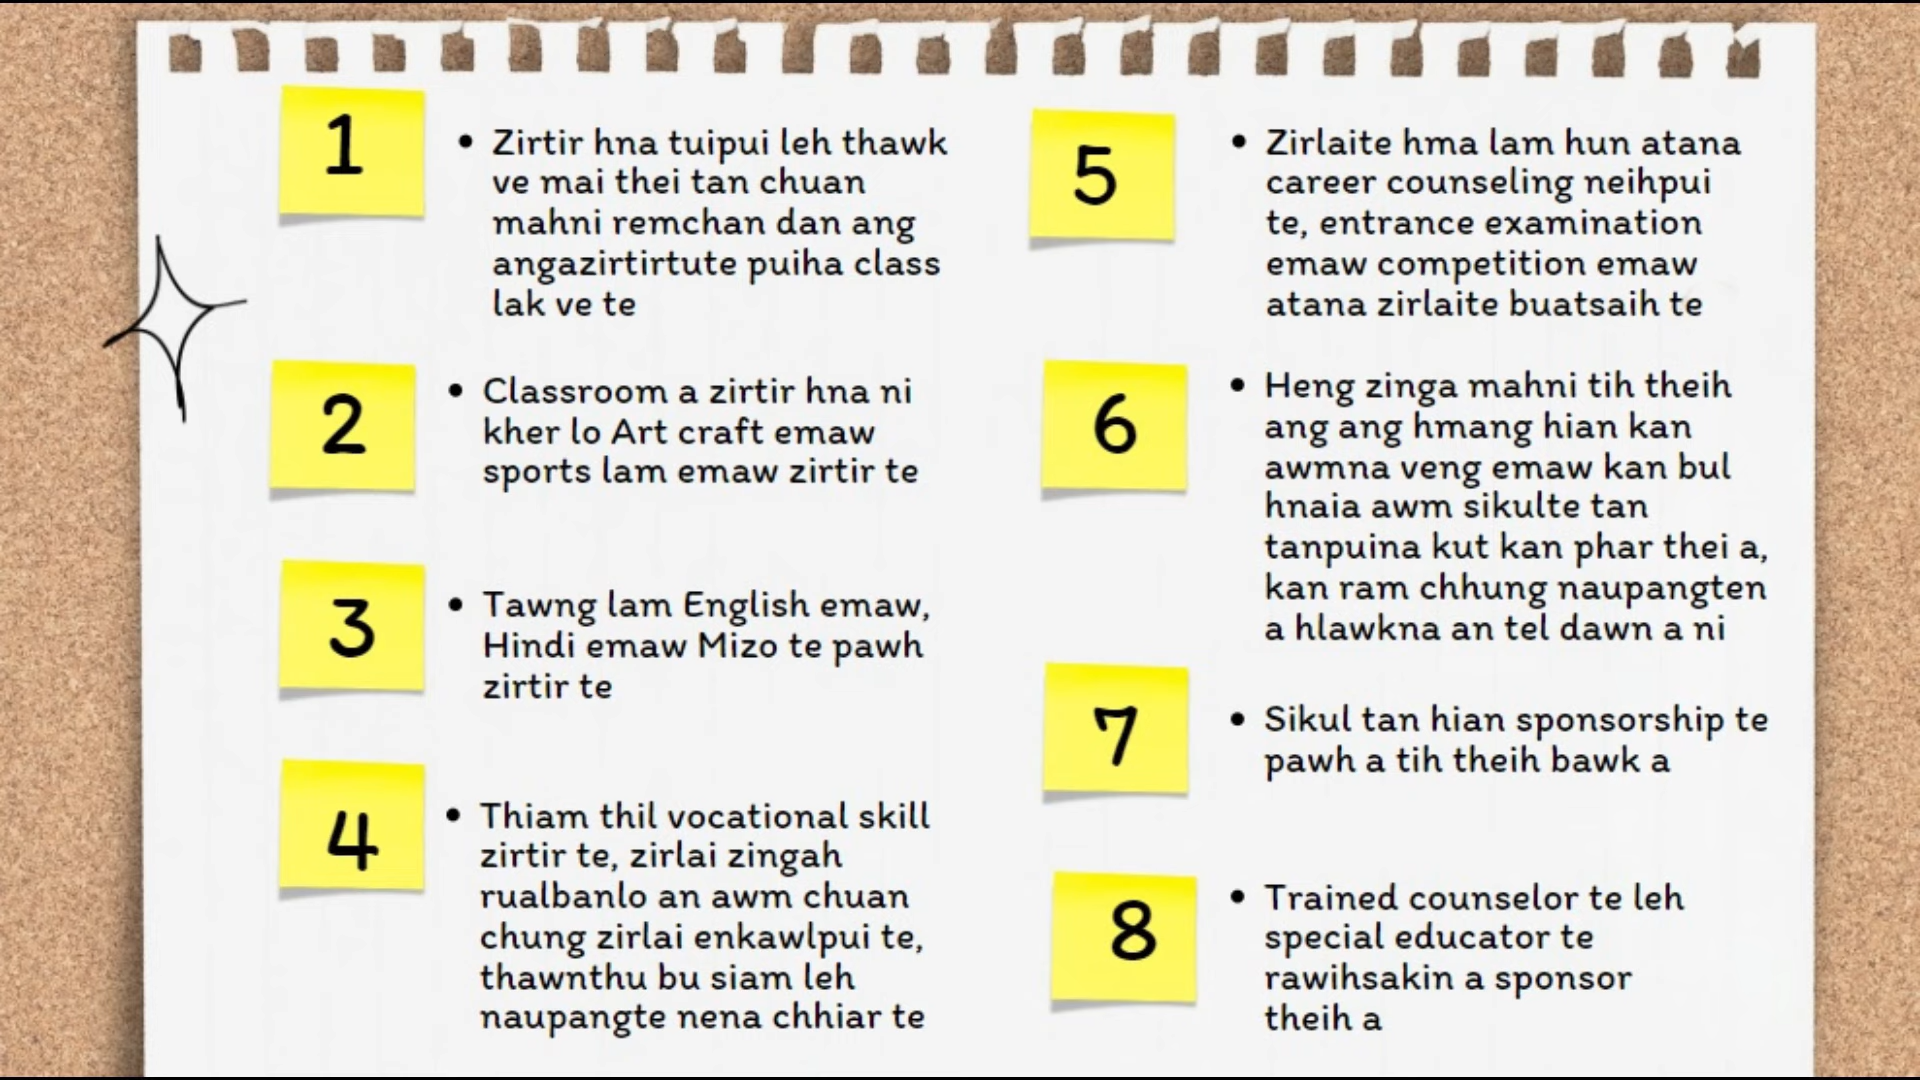 1
• Zirtir hna tuipui leh thawk
ve mai thei tan chuan
mahni remchan dan ang
angazirtirtute puiha class
lak ve te
2
• Classroom a zirtir hna ni
kher lo Art craft emaw
sports lam emaw zirtir te
3
• Tawng lam English emaw,
Hindi emaw Mizo te pawh
zirtir te
4
• Thiam thil vocational skill
zirtir te, zirlai zingah
rualbanlo an awm chuan
chung zirlai enkawlpui te,
thawnthu bu siam leh
naupangte nena chhiar te
5
• Zirlaite hma lam hun atana
career counseling neihpui
te, entrance examination
emaw competition emaw
atana zirlaite buatsaih te
6
• Heng zinga mahni tih theih
ang ang hmang hian kan
awmna veng emaw kan bul
hnaia awm sikulte tan
tanpuina kut kan phar thei a,
kan ram chhung naupangten
a hlawkna an tel dawn a ni
7
• Sikul tan hian sponsorship te
pawh a tih theih bawk a
8
• Trained counselor te leh
special educator te
rawihsakin a sponsor
theih a